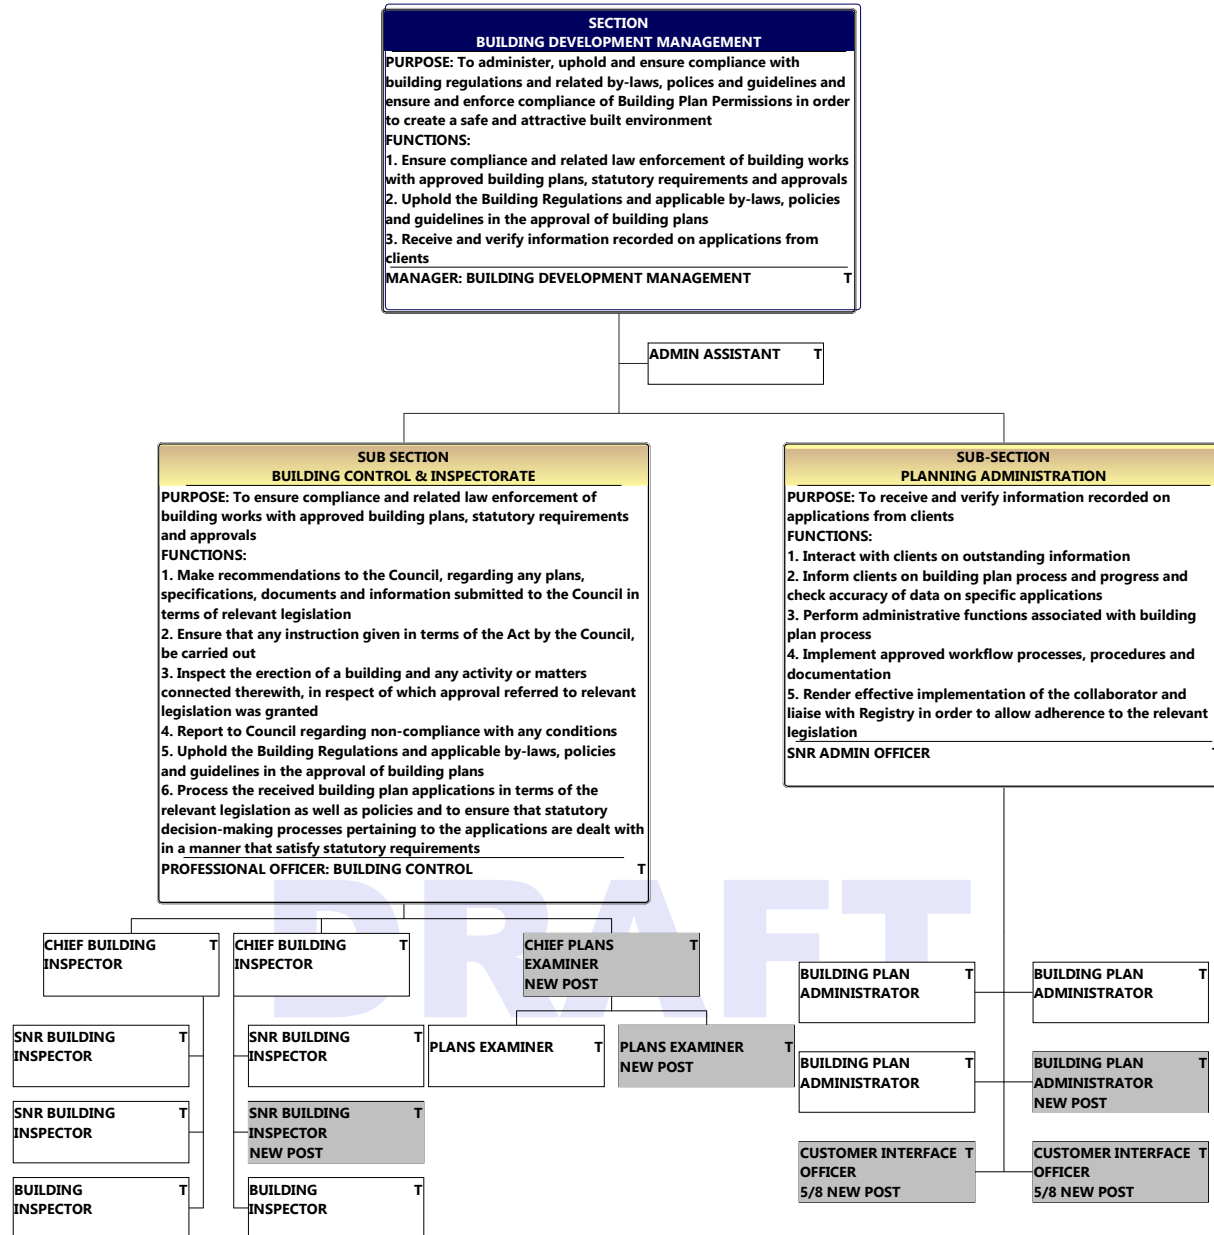 SECTION
BUILDING DEVELOPMENT MANAGEMENT
PURPOSE: To administer, uphold and ensure compliance with
building regulations and related by-laws, polices and guidelines and
ensure and enforce compliance of Building Plan Permissions in order
to create a safe and attractive built environment
FUNCTIONS:
1. Ensure compliance and related law enforcement of building works
with approved building plans, statutory requirements and approvals
2. Uphold the Building Regulations and applicable by-laws, policies
and guidelines in the approval of building plans
3. Receive and verify information recorded on applications from
clients
MANAGER: BUILDING DEVELOPMENT MANAGEMENT T
ADMIN ASSISTANT T
SUB SECTION
BUILDING CONTROL & INSPECTORATE
PURPOSE: To ensure compliance and related law enforcement of
building works with approved building plans, statutory requirements
and approvals
FUNCTIONS:
1. Make recommendations to the Council, regarding any plans,
specifications, documents and information submitted to the Council in
terms of relevant legislation
2. Ensure that any instruction given in terms of the Act by the Council,
be carried out
3. Inspect the erection of a building and any activity or matters
connected therewith, in respect of which approval referred to relevant
legislation was granted
4. Report to Council regarding non-compliance with any conditions
5. Uphold the Building Regulations and applicable by-laws, policies
and guidelines in the approval of building plans
6. Process the received building plan applications in terms of the
relevant legislation as well as policies and to ensure that statutory
decision-making processes pertaining to the applications are dealt with
in a manner that satisfy statutory requirements
PROFESSIONAL OFFICER: BUILDING CONTROL T
SUB-SECTION
PLANNING ADMINISTRATION
PURPOSE: To receive and verify information recorded on
applications from clients
FUNCTIONS:
1. Interact with clients on outstanding information
2. Inform clients on building plan process and progress and
check accuracy of data on specific applications
3. Perform administrative functions associated with building
plan process
4. Implement approved workflow processes, procedures and
documentation
5. Render effective implementation of the collaborator and
liaise with Registry in order to allow adherence to the relevant
legislation
SNR ADMIN OFFICER
DRAFT
CHIEF BUILDING T
INSPECTOR
CHIEF BUILDING T
INSPECTOR
CHIEF PLANS T
EXAMINER
NEW POST
SNR BUILDING T
INSPECTOR
SNR BUILDING T
INSPECTOR
PLANS EXAMINER T
PLANS EXAMINER T
NEW POST
SNR BUILDING T
INSPECTOR
SNR BUILDING T
INSPECTOR
NEW POST
BUILDING T
INSPECTOR
BUILDING T
INSPECTOR
BUILDING PLAN T
ADMINISTRATOR
BUILDING PLAN T
ADMINISTRATOR
BUILDING PLAN T
ADMINISTRATOR
BUILDING PLAN T
ADMINISTRATOR
NEW POST
CUSTOMER INTERFACE T
OFFICER
5/8 NEW POST
CUSTOMER INTERFACE T
OFFICER
5/8 NEW POST